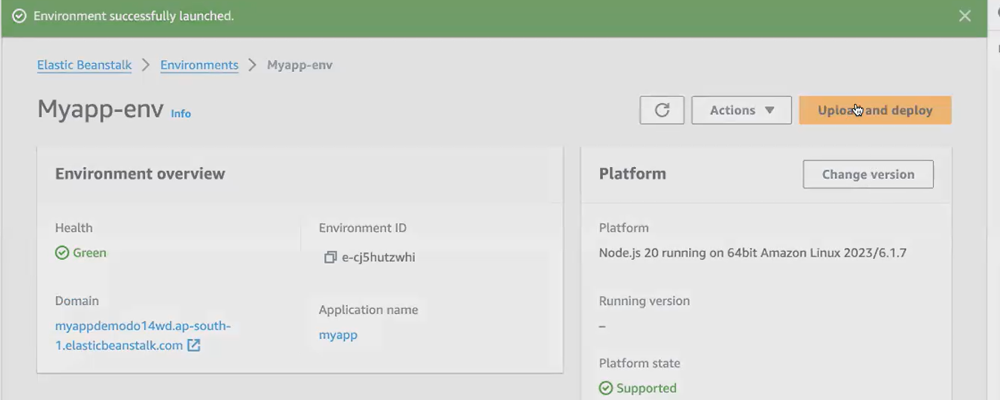 Environment successfully launched.
Elastic Beanstalk > Environments > Myapp-env
Myapp-env Info
Actions
Upload and deploy
Environment overview
Health
Green
Environment ID
e-cj5hutzwhi
Domain
myappdemodo14wd.ap-south-
1.elasticbeanstalk.com
Application name
myapp
Platform
Change version
Platform
Node.js 20 running on 64bit Amazon Linux 2023/6.1.7
Running version
–
Platform state
Supported